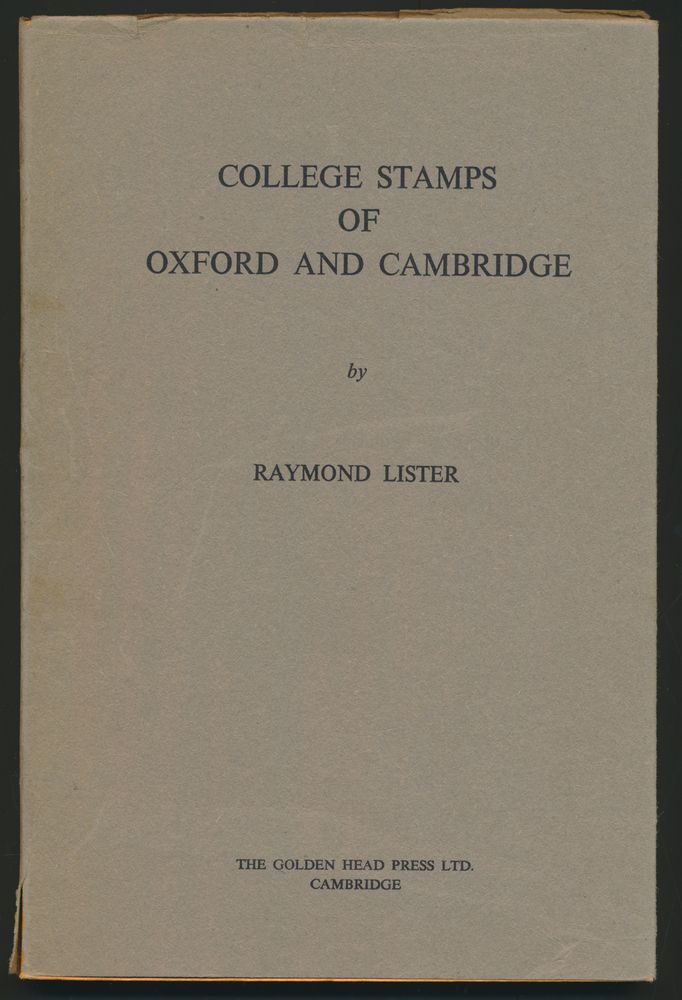 COLLEGE STAMPS
OF
OXFORD AND CAMBRIDGE
by
RAYMOND LISTER
THE GOLDEN HEAD PRESS LTD.
CAMBRIDGE